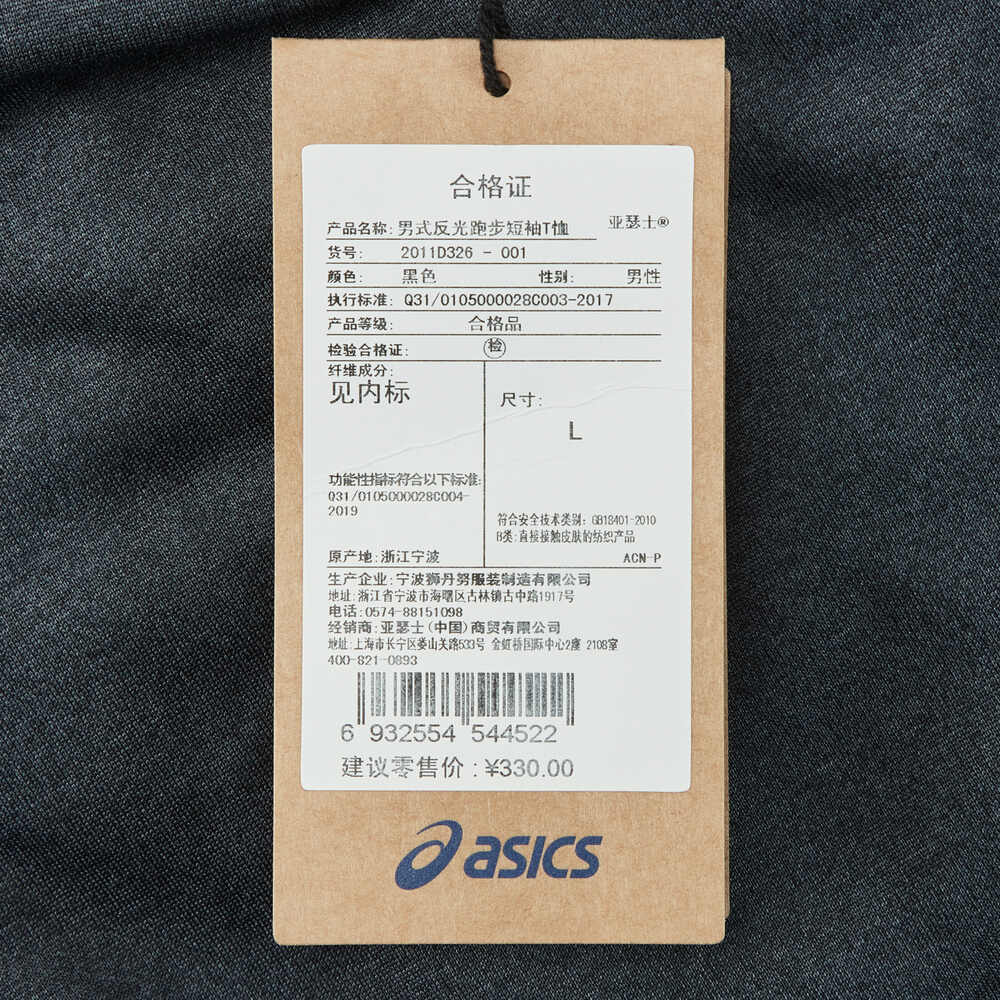 合格证
产品名称: 男式反光跑步短袖T恤 亚瑟士®
货号: 2011D326 - 001
颜色: 黑色 性别: 男性
执行标准: Q31/0105000028C003-2017
产品等级: 合格品
检验合格证: 检
纤维成分:
见内标
尺寸:
L
功能性指标符合以下标准:
Q31/0105000028C004-
2019
符合安全技术类别: GB18401-2010
B类:直接接触皮肤的纺织产品
原产地:浙江宁波 ACN-P
生产企业:宁波狮丹努服装制造有限公司
地址:浙江省宁波市海曙区古林镇古中路1917号
电话:0574-88151098
经销商:亚瑟士(中国)商贸有限公司
地址:上海市长宁区娄山关路533号 金虹桥国际中心2座 2108室
400-821-0893
6 932554 544522
建议零售价:¥330.00
asics